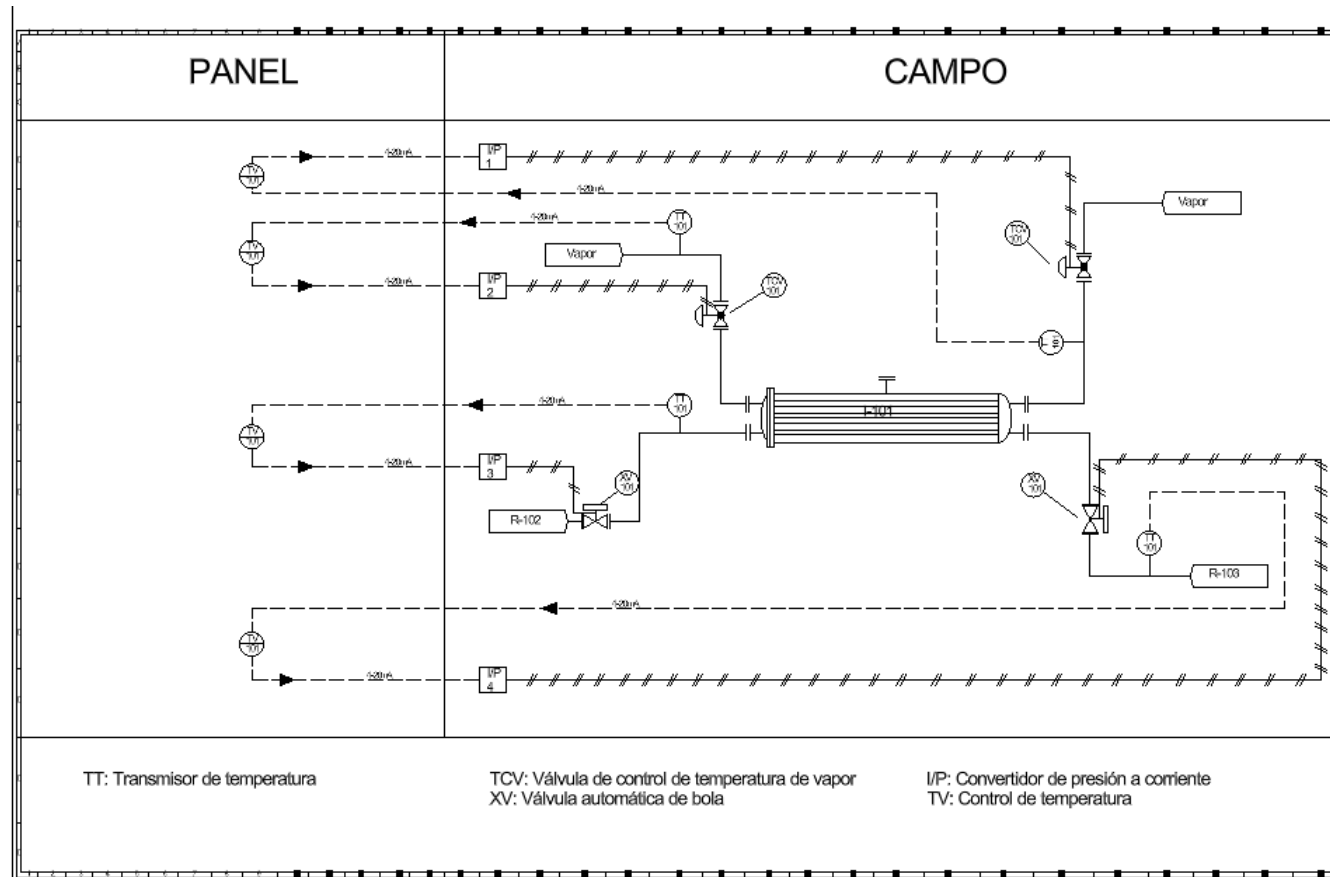 PANEL
CAMPO
4-20mA
I/P
1
TV
101
4-20mA
Vapor
4-20mA
TT
101
TCV
101
TV
101
Vapor
4-20mA
I/P
2
TCV
101
101
4-20mA
TT
101
I-101
TV
101
4-20mA
I/P
3
XV
101
XV
101
R-102
TT
101
R-103
4-20mA
TV
101
4-20mA
I/P
4
TT: Transmisor de temperatura
TCV: Válvula de control de temperatura de vapor
I/P: Convertidor de presión a corriente
XV: Válvula automática de bola
TV: Control de temperatura